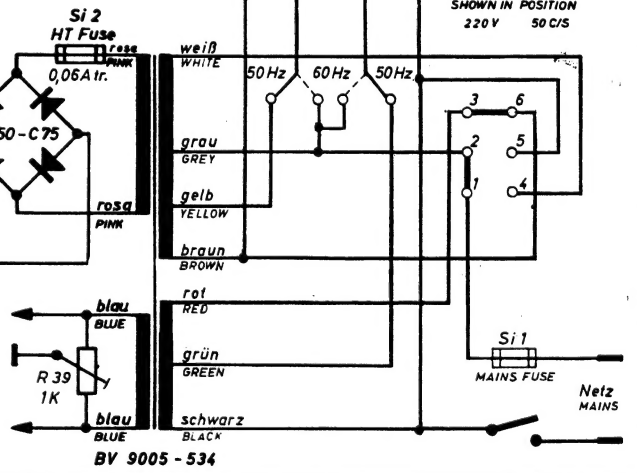 SHOWN IN POSITION
220 V 50 C/S
Si 2
HT Fuse
rosa
PINK
0,06A tr.
weiß
WHITE
50 Hz 60 Hz 50 Hz
3 6
50-C 75
grau
GREY
2 5
gelb
YELLOW
1 4
rosa
PINK
braun
BROWN
rot
RED
blau
BLUE
Si 1
MAINS FUSE
grün
GREEN
R 39
1K
Netz
MAINS
blau
BLUE
schwarz
BLACK
BV 9005 - 534